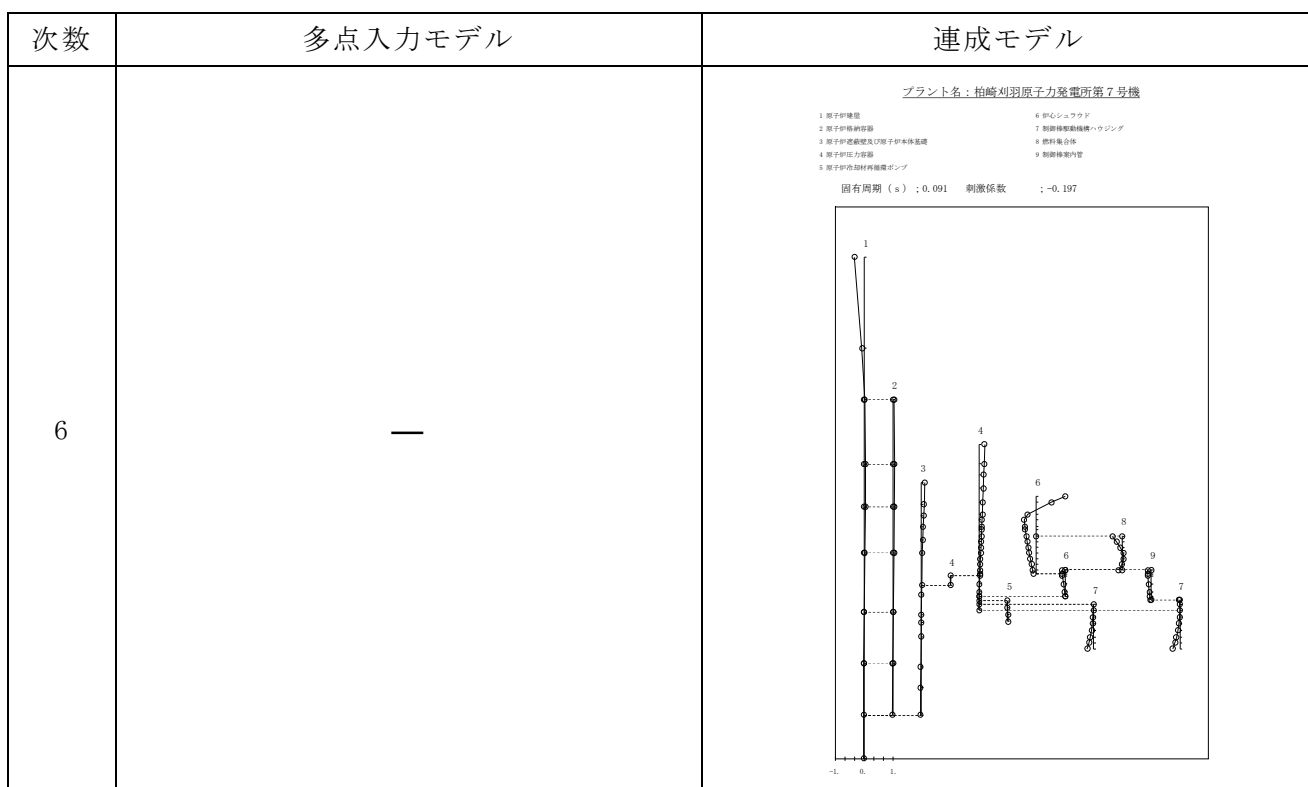 次数 多点入力モデル 連成モデル
6 —
プラント名：柏崎刈羽原子力発電所第７号機
1 原子炉建屋 6 炉心シュラウド
2 原子炉格納容器 7 制御棒駆動機構ハウジング
3 原子炉遮蔽壁及び原子炉本体基礎 8 燃料集合体
4 原子炉圧力容器 9 制御棒案内管
5 原子炉冷却材再循環ポンプ
固有周期（ｓ）；0.091 刺激係数 ；-0.197
1
2
4
3
6
8
4 6 9
5 7 7
-1. 0. 1.